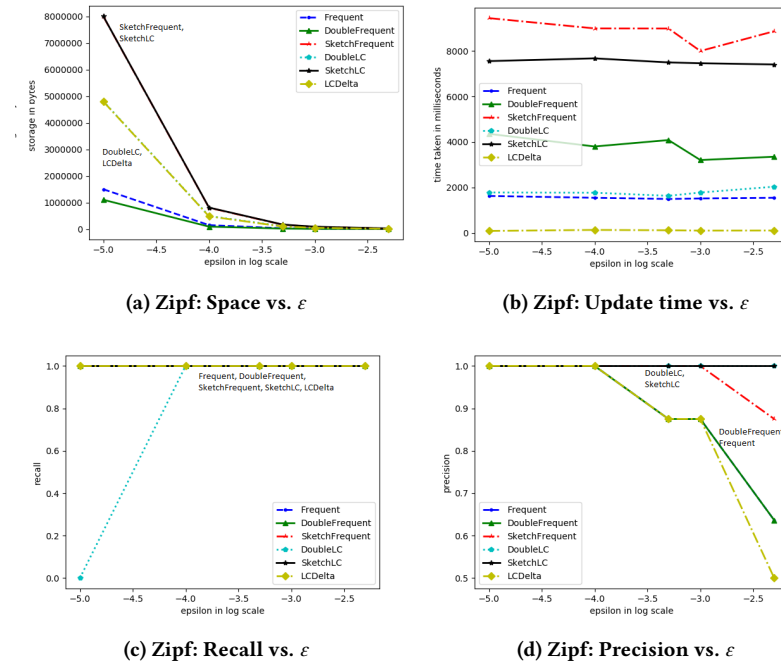 8000000
7000000
6000000
5000000
4000000
3000000
2000000
1000000
0
storage in bytes
−5.0 −4.5 −4.0 −3.5 −3.0 −2.5
epsilon in log scale
SketchFrequent,
SketchLC
DoubleLC,
LCDelta
Frequent
DoubleFrequent
SketchFrequent
DoubleLC
SketchLC
LCDelta
(a) Zipf: Space vs. ε
8000
6000
4000
2000
0
time taken in milliseconds
−5.0 −4.5 −4.0 −3.5 −3.0 −2.5
epsilon in log scale
Frequent
DoubleFrequent
SketchFrequent
DoubleLC
SketchLC
LCDelta
(b) Zipf: Update time vs. ε
1.0
0.8
0.6
0.4
0.2
0.0
recall
−5.0 −4.5 −4.0 −3.5 −3.0 −2.5
epsilon in log scale
Frequent, DoubleFrequent,
SketchFrequent, SketchLC, LCDelta
Frequent
DoubleFrequent
SketchFrequent
DoubleLC
SketchLC
LCDelta
(c) Zipf: Recall vs. ε
1.0
0.9
0.8
0.7
0.6
0.5
precision
−5.0 −4.5 −4.0 −3.5 −3.0 −2.5
epsilon in log scale
DoubleLC,
SketchLC
DoubleFrequent
Frequent
Frequent
DoubleFrequent
SketchFrequent
DoubleLC
SketchLC
LCDelta
(d) Zipf: Precision vs. ε